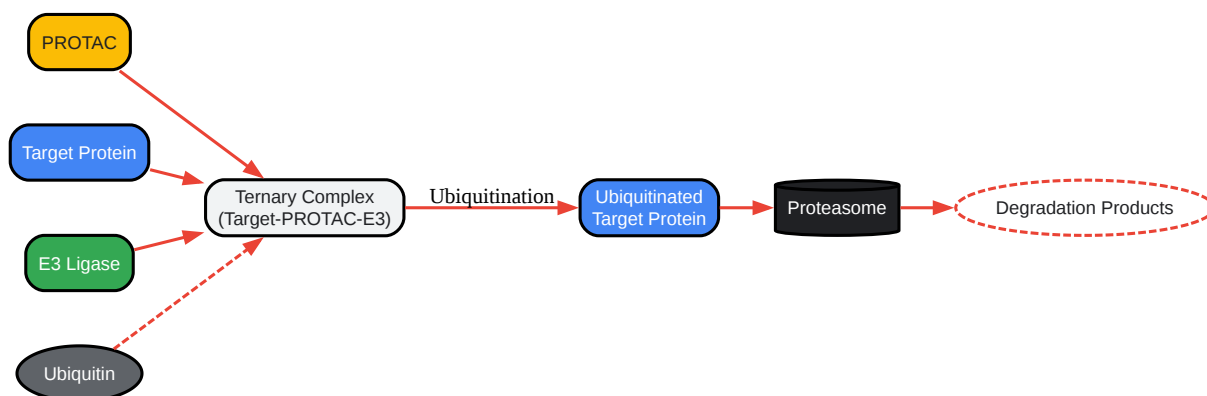 PROTAC
Target Protein
E3 Ligase
Ubiquitin
Ternary Complex
(Target-PROTAC-E3)
Ubiquitination
Ubiquitinated
Target Protein
Proteasome
Degradation Products